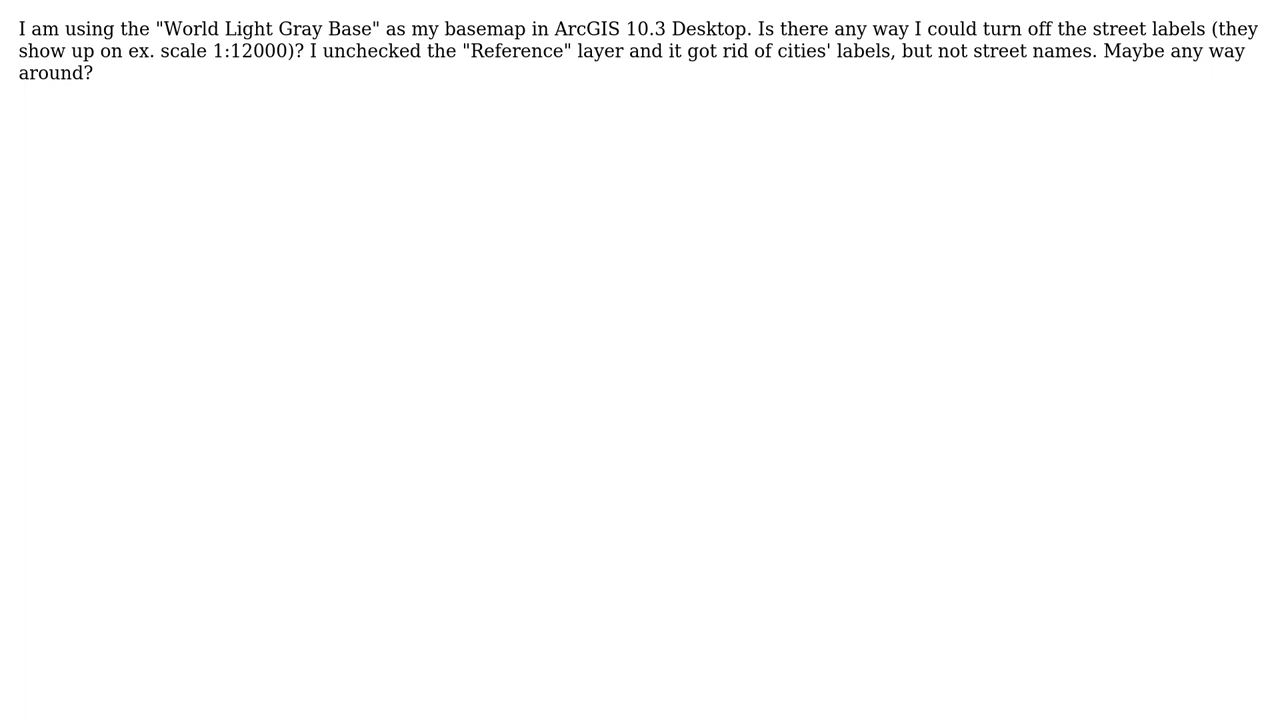 I am using the "World Light Gray Base" as my basemap in ArcGIS 10.3 Desktop. Is there any way I could turn off the street labels (they
show up on ex. scale 1:12000)? I unchecked the "Reference" layer and it got rid of cities' labels, but not street names. Maybe any way
around?